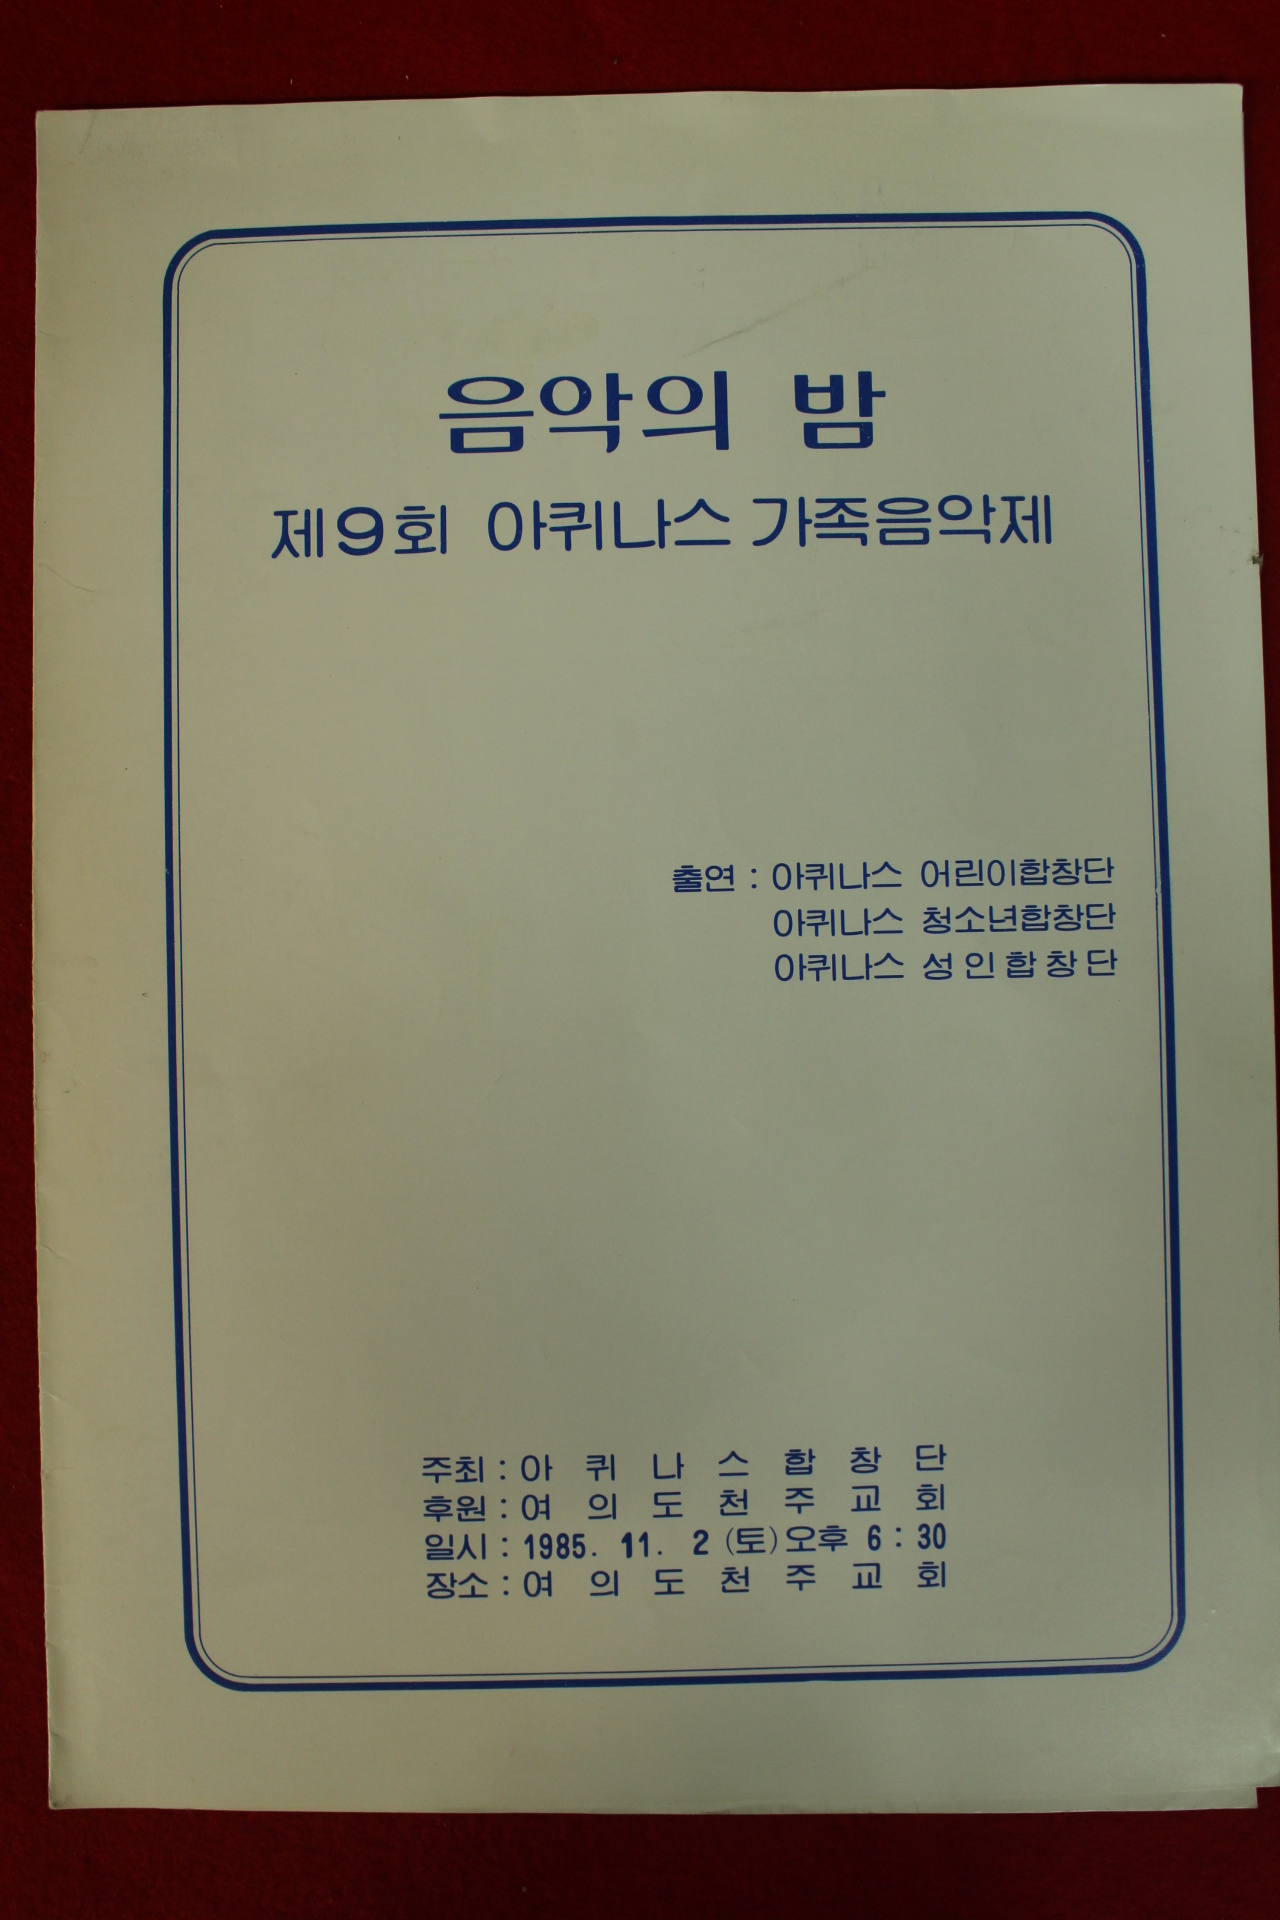 음악의 밤
제9회 아퀴나스 가족음악제
출연 : 아퀴나스 어린이합창단
아퀴나스 청소년합창단
아퀴나스 성인합창단
주최 : 아퀴나스합창단
후원 : 여의도천주교회
일시 : 1985. 11. 2 (토) 오후 6 : 30
장소 : 여의도천주교회